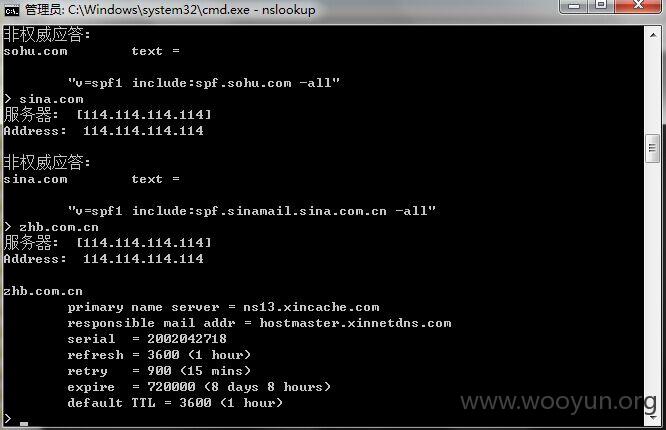 管理员: C:\Windows\system32\cmd.exe - nslookup
非权威应答:
sohu.com        text =
"v=spf1 include:spf.sohu.com -all"
> sina.com
服务器:  [114.114.114.114]
Address:  114.114.114.114
非权威应答:
sina.com        text =
"v=spf1 include:spf.sinamail.sina.com.cn -all"
> zhb.com.cn
服务器:  [114.114.114.114]
Address:  114.114.114.114
zhb.com.cn
primary name server = ns13.xincache.com
responsible mail addr = hostmaster.xinnetdns.com
serial  = 2002042718
refresh = 3600 (1 hour)
retry   = 900 (15 mins)
expire  = 720000 (8 days 8 hours)
default TTL = 3600 (1 hour)
>
www.wooyun.org